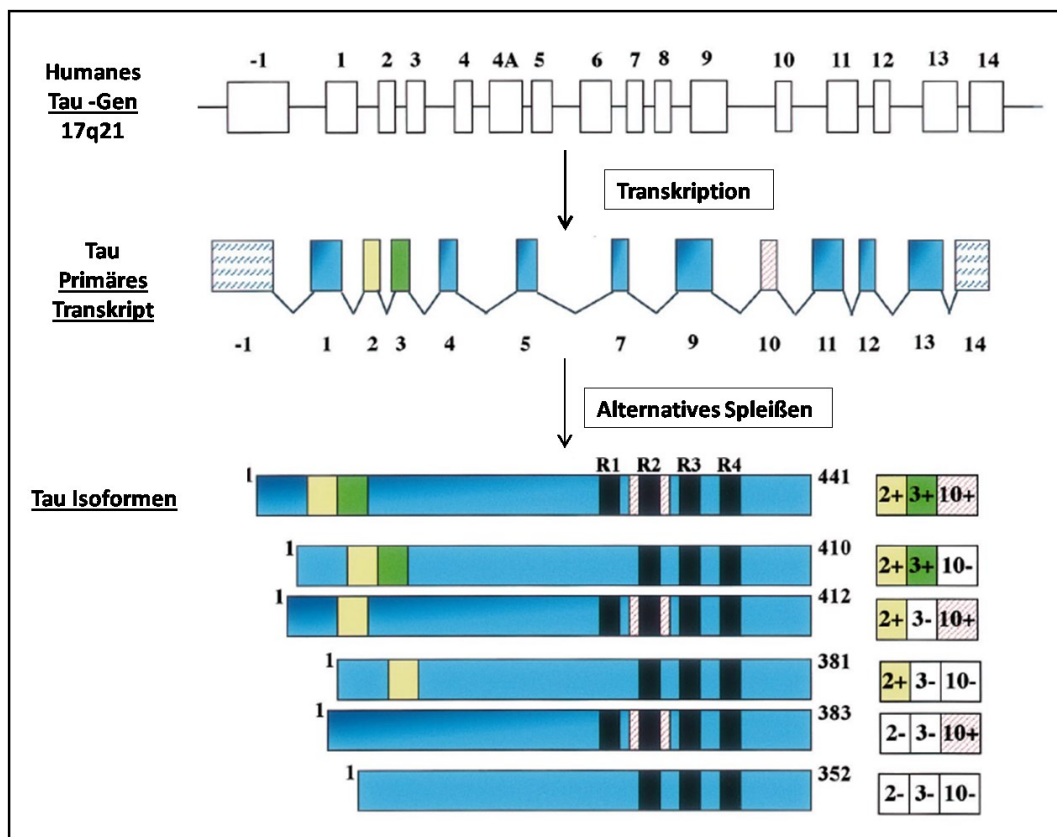 Humanes
Tau -Gen
17q21
-1 1 2 3 4 4A 5 6 7 8 9 10 11 12 13 14
Transkription
Tau
Primäres
Transkript
-1 1 2 3 4 5 7 9 10 11 12 13 14
Alternatives Spleißen
Tau Isoformen
R1 R2 R3 R4
1 441 2+ 3+ 10+
1 410 2+ 3+ 10-
1 412 2+ 3- 10+
1 381 2+ 3- 10-
1 383 2- 3- 10+
1 352 2- 3- 10-